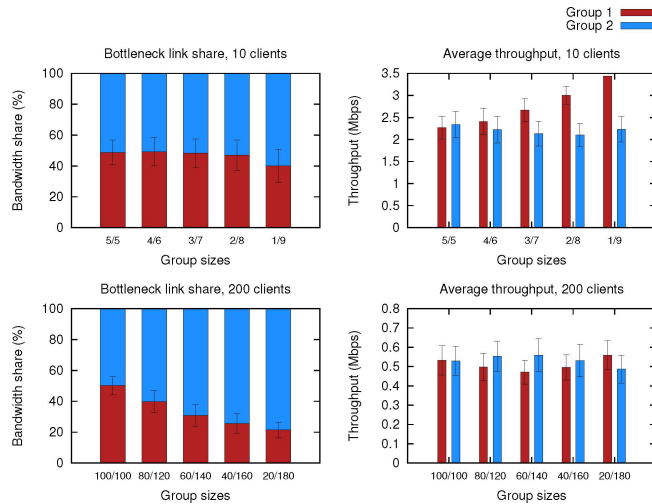 Group 1
Group 2
Bottleneck link share, 10 clients
Bandwidth share (%)
100
80
60
40
20
0
5/5 4/6 3/7 2/8 1/9
Group sizes
Average throughput, 10 clients
Throughput (Mbps)
3.5
3
2.5
2
1.5
1
0.5
0
5/5 4/6 3/7 2/8 1/9
Group sizes
Bottleneck link share, 200 clients
Bandwidth share (%)
100
80
60
40
20
0
100/100 80/120 60/140 40/160 20/180
Group sizes
Average throughput, 200 clients
Throughput (Mbps)
0.8
0.7
0.6
0.5
0.4
0.3
0.2
0.1
0
100/100 80/120 60/140 40/160 20/180
Group sizes